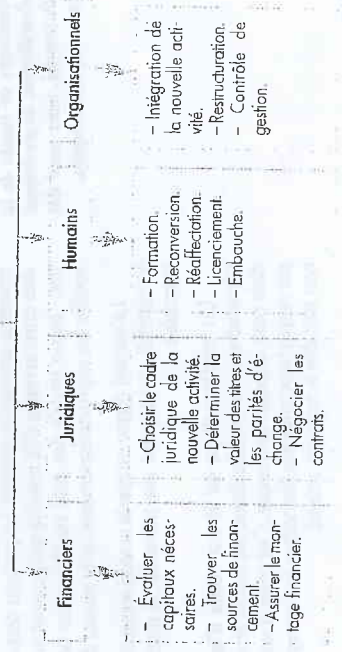 Financiers
– Évaluer les
capitaux néces-
saires.
– Trouver les
sources de finan-
cement.
– Assurer le mon-
tage financier.
Juridiques
– Choisir le cadre
juridique de la
nouvelle activité.
– Déterminer la
valeur des titres et
les parités d'é-
change.
– Négocier les
contrats.
Humains
– Formation.
– Reconversion.
– Réaffectation.
– Licenciement.
– Embauche.
Organisationnels
– Intégration de
la nouvelle acti-
vité.
– Restructuration.
– Contrôle de
gestion.